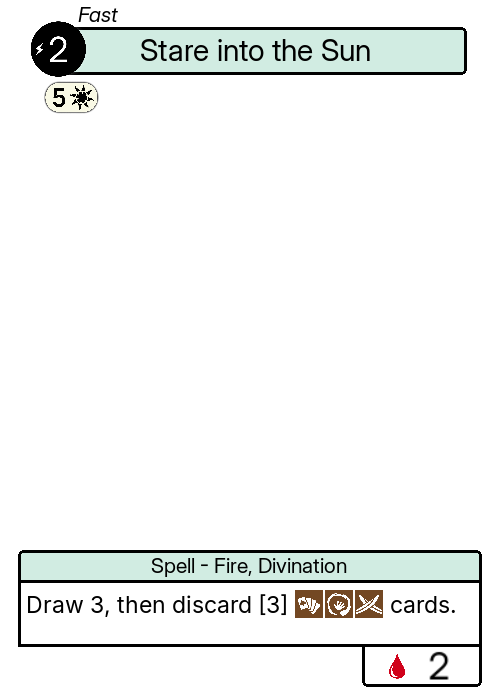 Fast
2
Stare into the Sun
5
Spell - Fire, Divination
Draw 3, then discard [3] cards.
2